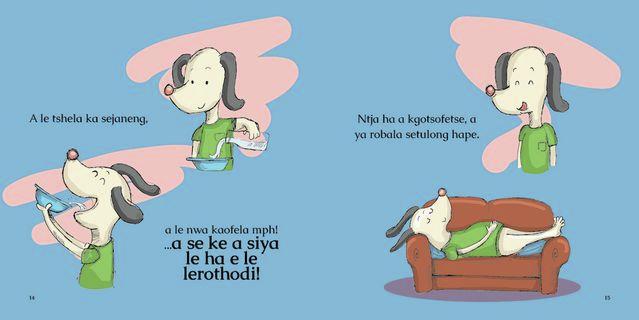 A le tshela ka sejaneng,
a le nwa kaofela mph!
...a se ke a siya
le ha e le
lerothodi!
14
Ntja ha a kgotsofetse, a
ya robala setulong hape.
15